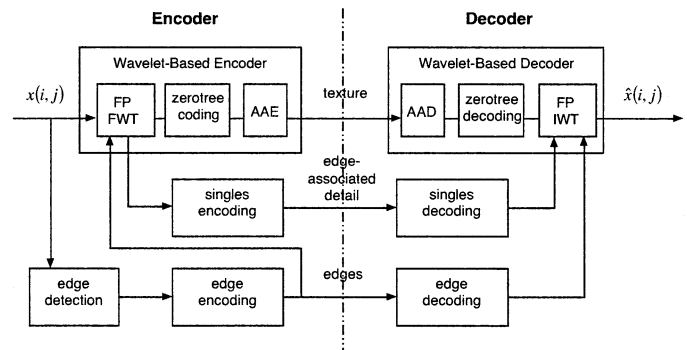 Encoder
Decoder
Wavelet-Based Encoder
Wavelet-Based Decoder
x(i, j)
FP
FWT
zerotree
coding
AAE
texture
AAD
zerotree
decoding
FP
IWT
x̂(i, j)
edge-
associated
detail
singles
encoding
singles
decoding
edge
detection
edge
encoding
edges
edge
decoding